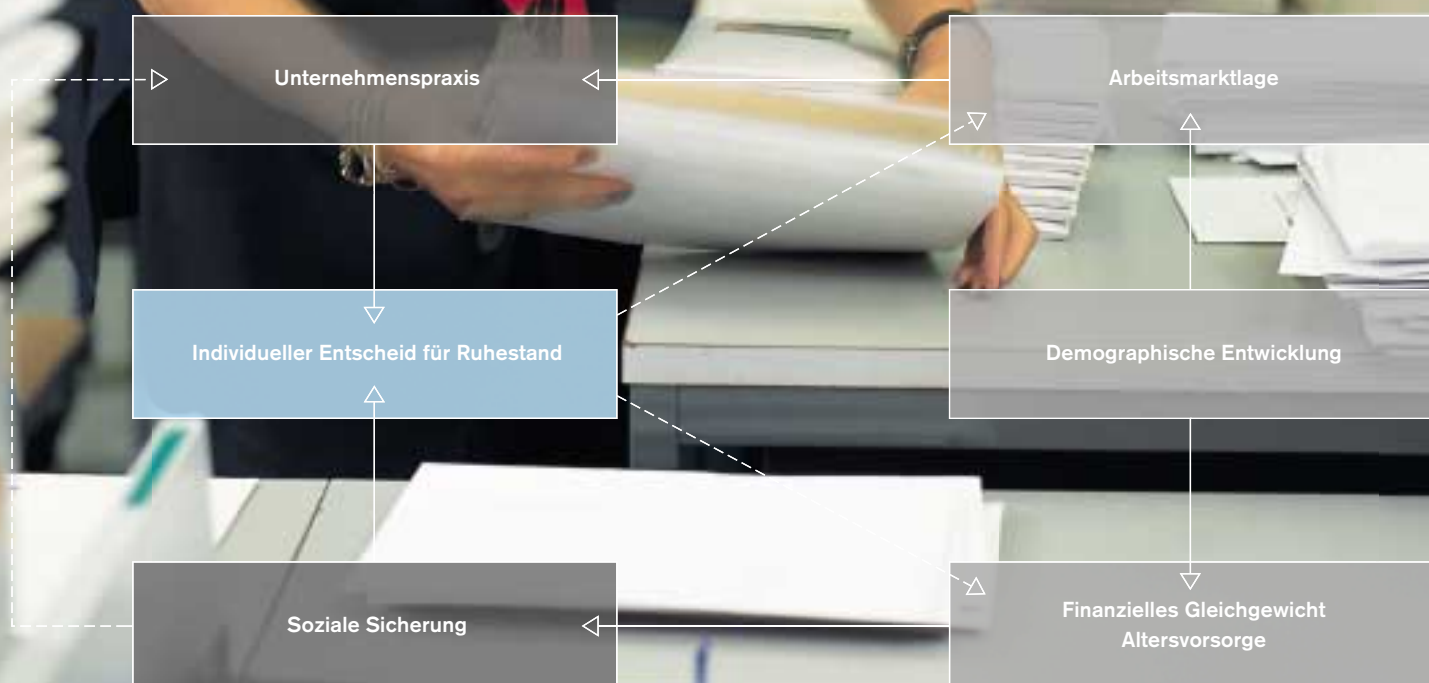 Unternehmenspraxis
Arbeitsmarktlage
Individueller Entscheid für Ruhestand
Demographische Entwicklung
Soziale Sicherung
Finanzielles Gleichgewicht
Altersvorsorge